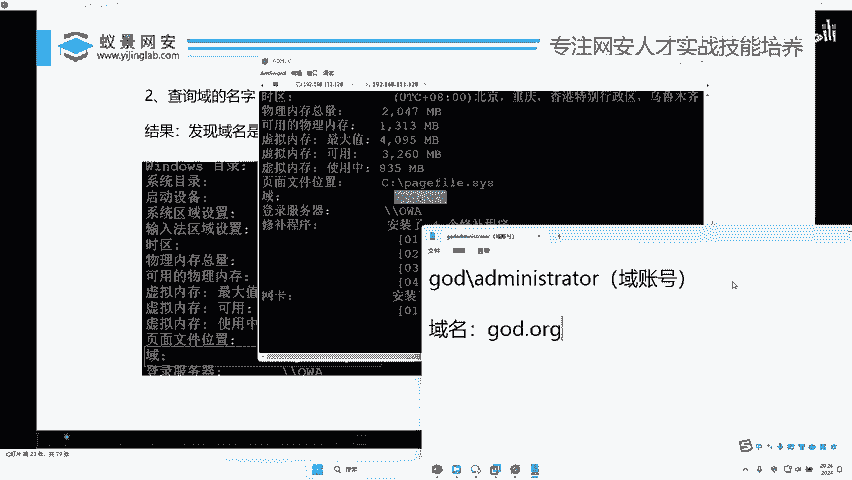 蚁景网安
www.yijinglab.com
专注网安人才实战技能培养
2、查询域的名字
结果：发现域名是
Windows 目录：
系统目录：
启动设备：
系统区域设置：
输入法区域设置：
时区：
物理内存总量：
可用的物理内存：
虚拟内存: 最大值
虚拟内存: 可用：
虚拟内存: 使用中
页面文件位置：
域：
登录服务器： \\OWA
时区： (UTC+08:00)北京，重庆，香港特别行政区，乌鲁木齐
物理内存总量： 2,047 MB
可用的物理内存： 1,313 MB
虚拟内存: 最大值: 4,095 MB
虚拟内存: 可用： 3,260 MB
虚拟内存: 使用中: 835 MB
页面文件位置： C:\pagefile.sys
域：
登录服务器： \\OWA
修补程序： 安装了 个修补程序
[01
[02
[03
[04
网卡： 安装
[01
god\administrator（域账号）
文件
god\administrator（域账号）
域名：god.org
搜索